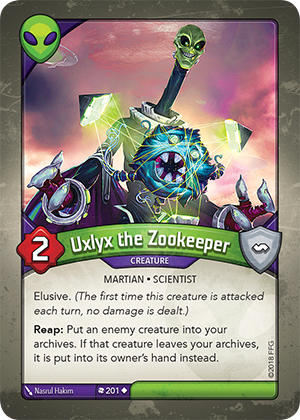 Uxlyx the Zookeeper
2
CREATURE
MARTIAN • SCIENTIST
Elusive. (The first time this creature is attacked
each turn, no damage is dealt.)
Reap: Put an enemy creature into your
archives. If that creature leaves your archives,
it is put into its owner’s hand instead.
Nasrul Hakim
201
©2018 FFG